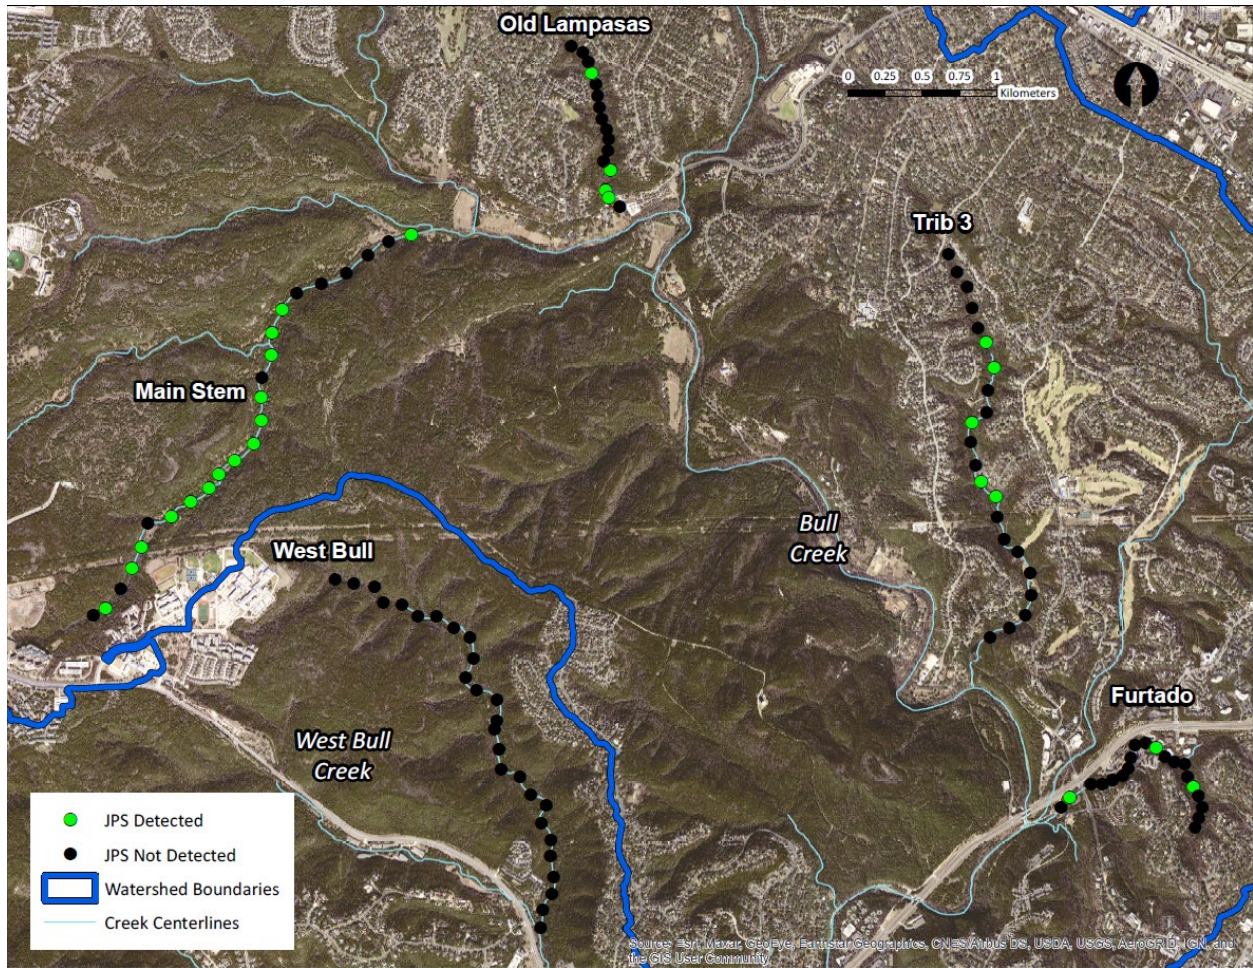 Old Lampasas
0 0.25 0.5 0.75 1
Kilometers
Trib 3
Main Stem
Bull
Creek
West Bull
Furtado
West Bull
Creek
JPS Detected
JPS Not Detected
Watershed Boundaries
Creek Centerlines
Source: Esri, Maxar, GeoEye, Earthstar Geographics, CNES/Airbus DS, USDA, USGS, AeroGRID, IGN, and
the GIS User Community